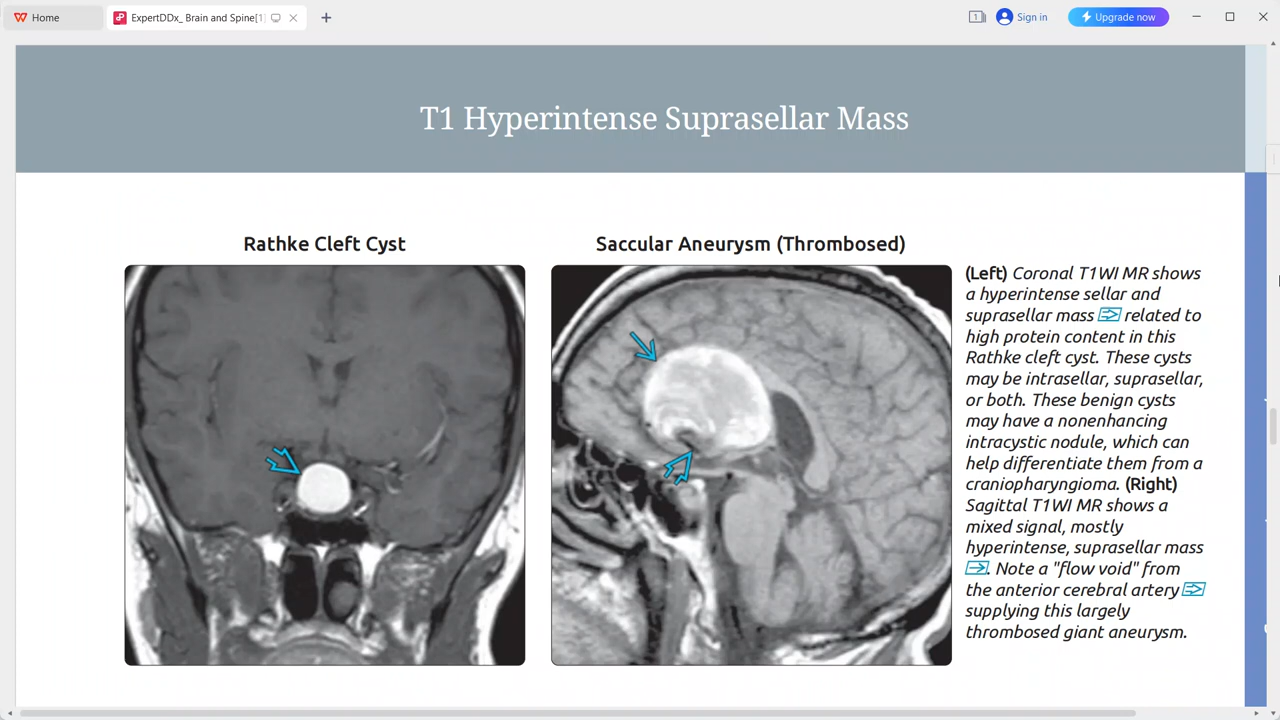 Home
ExpertDDx_ Brain and Spine[1]
1
Sign in
Upgrade now
T1 Hyperintense Suprasellar Mass
Rathke Cleft Cyst
Saccular Aneurysm (Thrombosed)
(Left) Coronal T1WI MR shows
a hyperintense sellar and
suprasellar mass related to
high protein content in this
Rathke cleft cyst. These cysts
may be intrasellar, suprasellar,
or both. These benign cysts
may have a nonenhancing
intracystic nodule, which can
help differentiate them from a
craniopharyngioma. (Right)
Sagittal T1WI MR shows a
mixed signal, mostly
hyperintense, suprasellar mass
. Note a "flow void" from
the anterior cerebral artery
supplying this largely
thrombosed giant aneurysm.